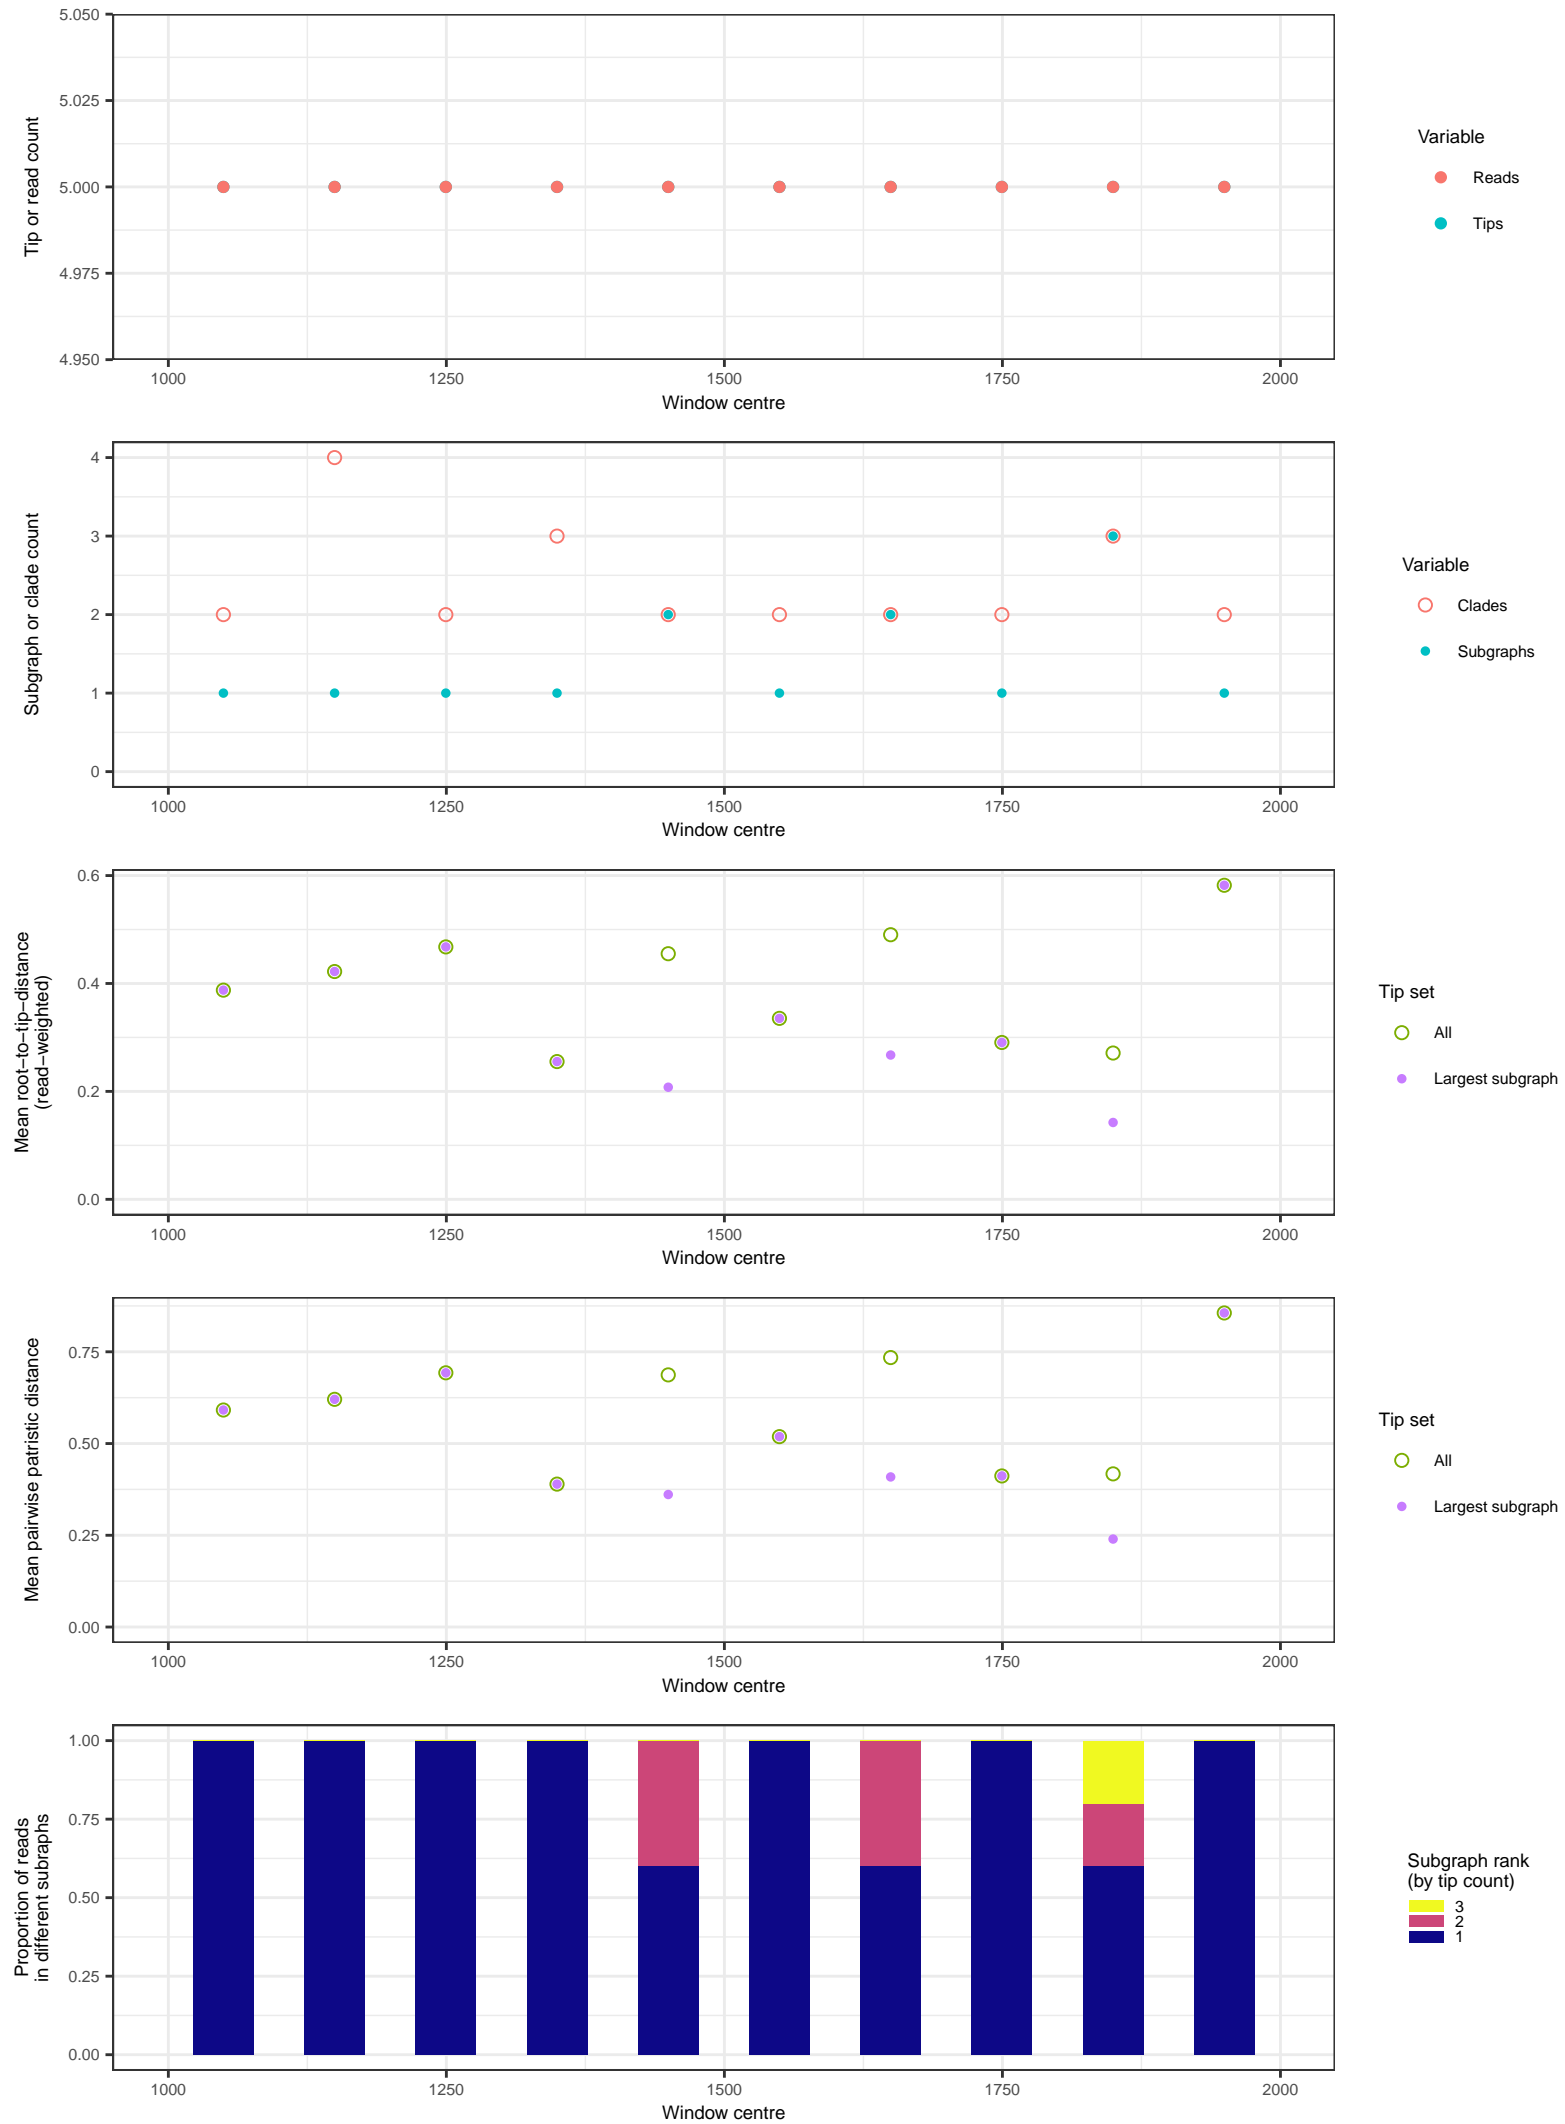 5.050
5.025
5.000
4.975
4.950
Tip or read count
1000 1250 1500 1750 2000
Window centre
Variable
Reads
Tips
4
3
2
1
0
Subgraph or clade count
1000 1250 1500 1750 2000
Window centre
Variable
Clades
Subgraphs
0.6
0.4
0.2
0.0
Mean root−to−tip−distance
(read−weighted)
1000 1250 1500 1750 2000
Window centre
Tip set
All
Largest subgraph
0.75
0.50
0.25
0.00
Mean pairwise patristic distance
1000 1250 1500 1750 2000
Window centre
Tip set
All
Largest subgraph
1.00
0.75
0.50
0.25
0.00
Proportion of reads
in different subraphs
1000 1250 1500 1750 2000
Window centre
Subgraph rank
(by tip count)
3
2
1